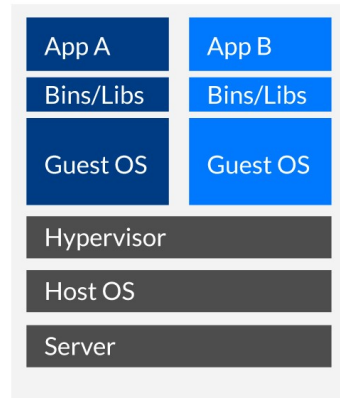 App A App B
Bins/Libs Bins/Libs
Guest OS Guest OS
Hypervisor
Host OS
Server